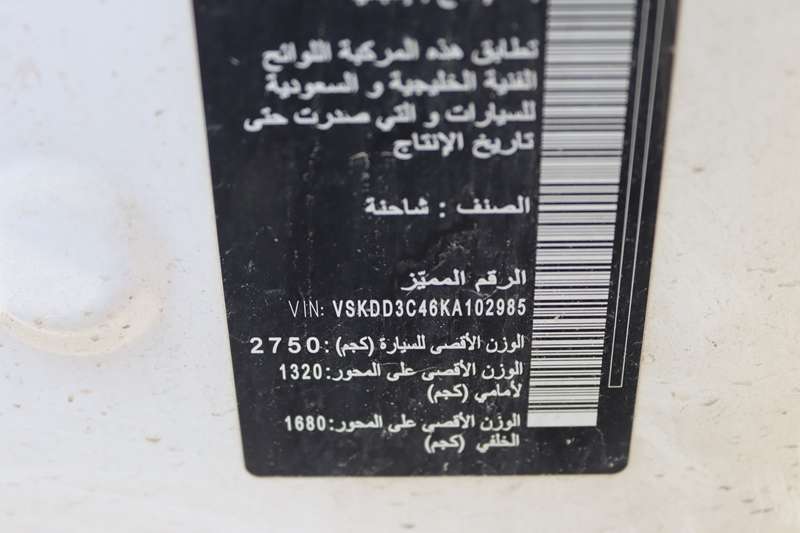 تطابق هذه المركبة اللوائح
الفنية الخليجية و السعودية
للسيارات و التي صدرت حتى
تاريخ الإنتاج
الصنف : شاحنة
الرقم المميّز
VIN: VSKDD3C46KA102985
الوزن الأقصى للسيارة (كجم) : 2750
الوزن الأقصى على المحور: 1320
لأمامي (كجم)
الوزن الأقصى على المحور: 1680
الخلفي (كجم)